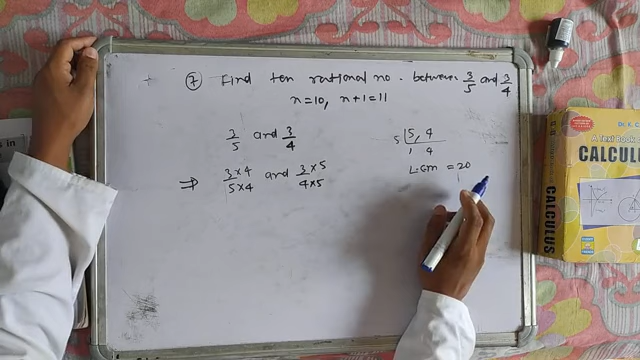 ⑦ Find ten rational no. between 3/5 and 3/4
n=10, n+1=11
3/5 and 3/4
5 | 5, 4
1 4
⇒ 3×4/5×4 and 3×5/4×5
L.CM = 20
A Text Book
CALCULUS
CALCULUS